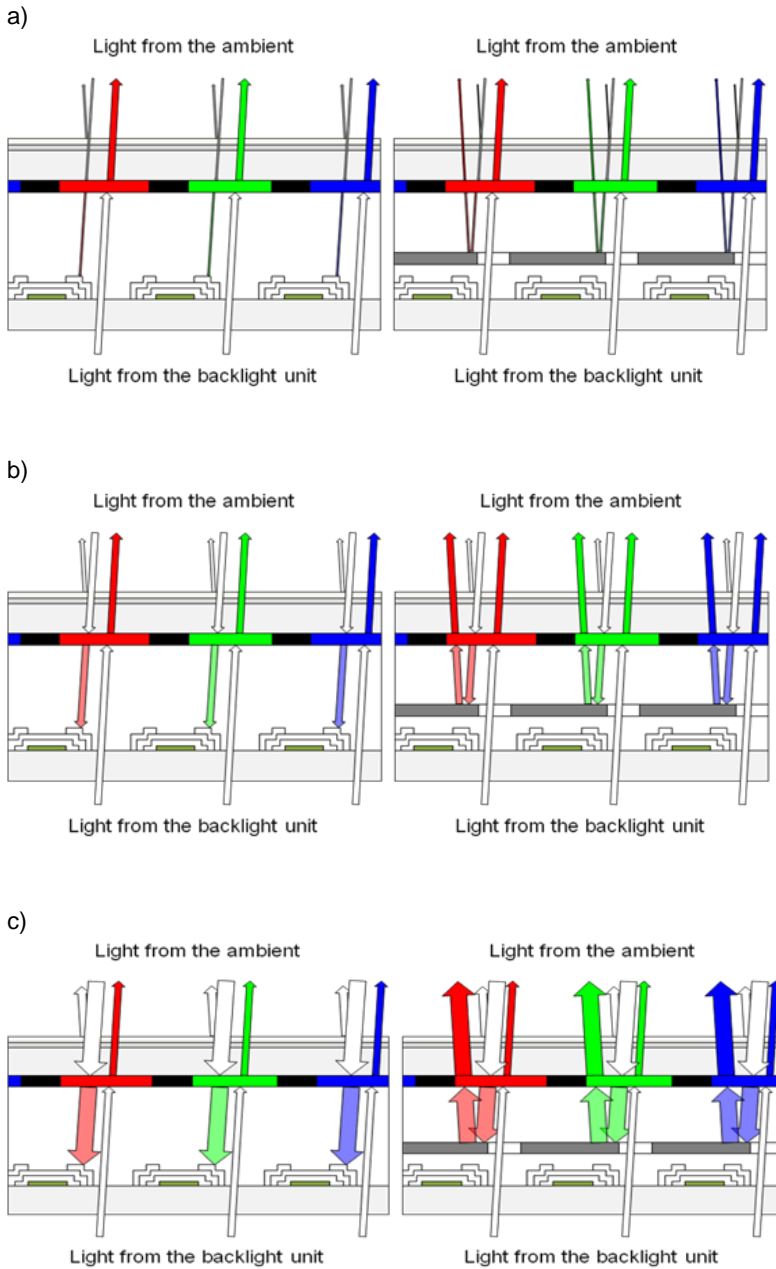 a)
Light from the ambient Light from the ambient
Light from the backlight unit Light from the backlight unit
b)
Light from the ambient Light from the ambient
Light from the backlight unit Light from the backlight unit
c)
Light from the ambient Light from the ambient
Light from the backlight unit Light from the backlight unit